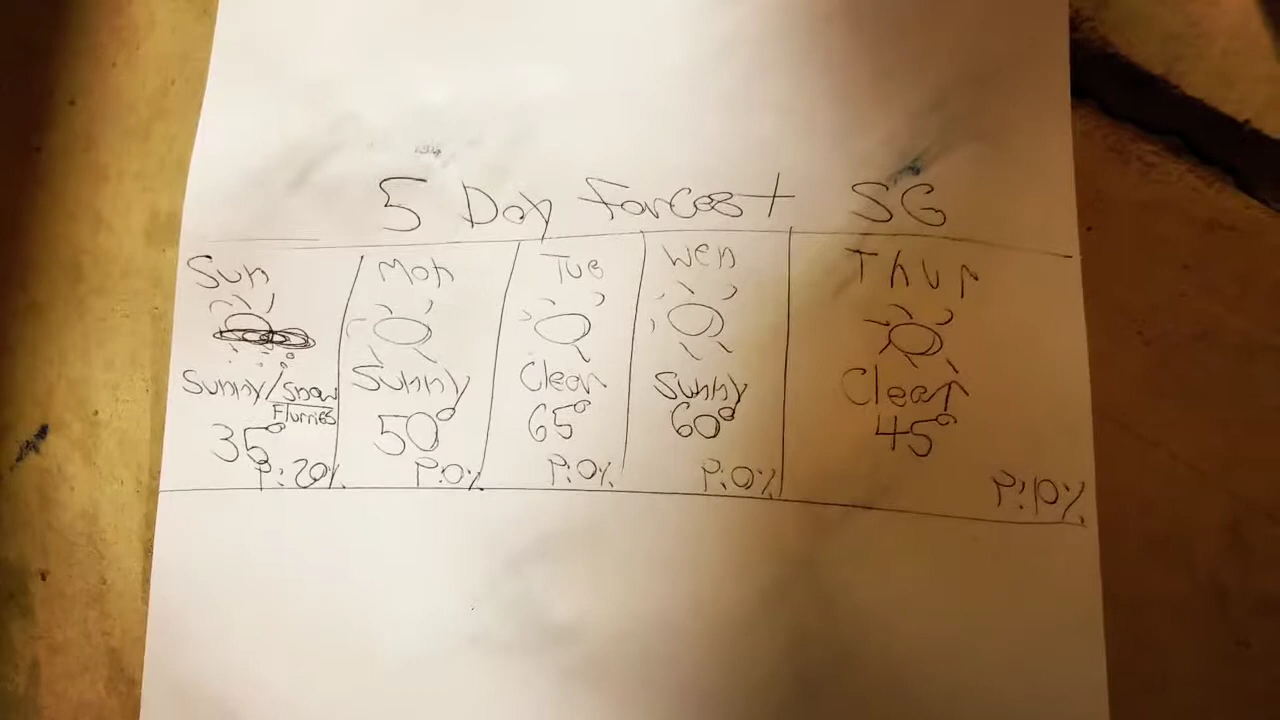 5 Day Forcast SG
Sun Mon Tue Wen Thur
Sunny/snow Flurries Sunny Clear Sunny Clear
35° 50° 65° 60° 45°
P:20% P:0% P:0% P:0% P:10%